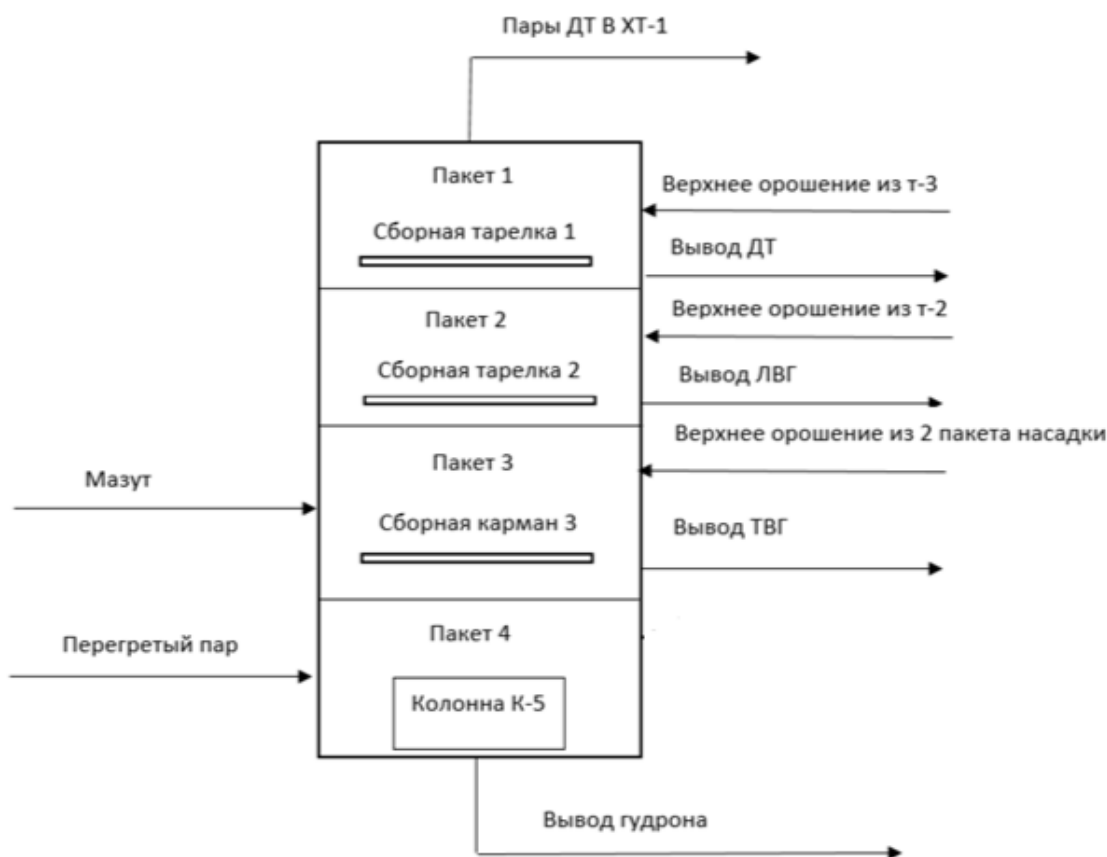 Пары ДТ В ХТ-1
Пакет 1
Верхнее орошение из т-3
Сборная тарелка 1
Вывод ДТ
Пакет 2
Верхнее орошение из т-2
Сборная тарелка 2
Вывод ЛВГ
Верхнее орошение из 2 пакета насадки
Пакет 3
Мазут
Сборная карман 3
Вывод ТВГ
Пакет 4
Перегретый пар
Колонна К-5
Вывод гудрона